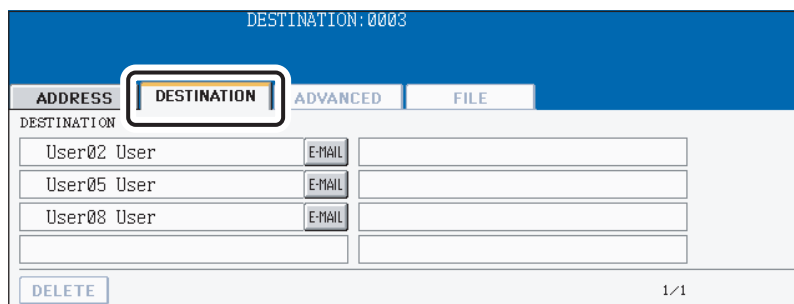 DESTINATION:0003
ADDRESS DESTINATION ADVANCED FILE
DESTINATION
User02 User E-MAIL
User05 User E-MAIL
User08 User E-MAIL
DELETE 1/1